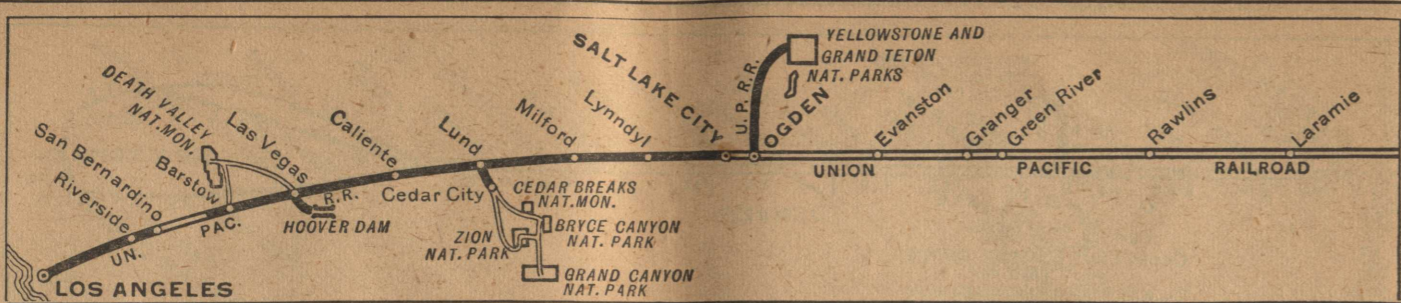 YELLOWSTONE AND
GRAND TETON
NAT. PARKS
U.P.R.R.
SALT LAKE CITY
OGDEN
DEATH VALLEY
NAT. MON.
San Bernardino
Riverside
Barstow
Las Vegas
Caliente
Lund
Milford
Lynndyl
Evanston
Granger
Green River
Rawlins
Laramie
UNION PACIFIC RAILROAD
UN. PAC. R.R.
HOOVER DAM
Cedar City
CEDAR BREAKS
NAT. MON.
BRYCE CANYON
NAT. PARK
ZION
NAT. PARK
GRAND CANYON
NAT. PARK
LOS ANGELES